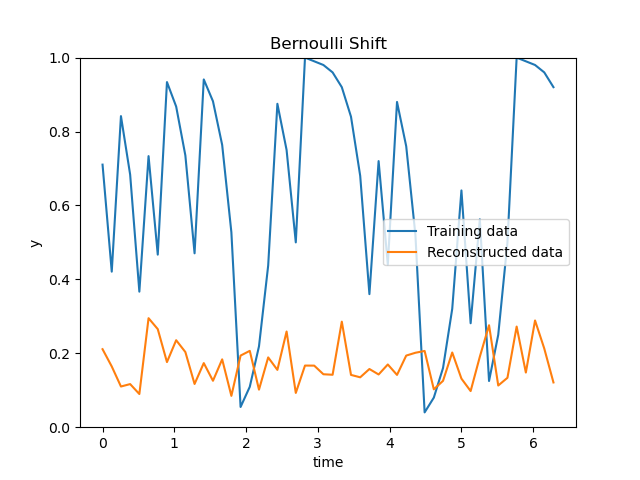 Bernoulli Shift
1.0
0.8
0.6
0.4
0.2
0.0
y
Training data
Reconstructed data
0 1 2 3 4 5 6
time